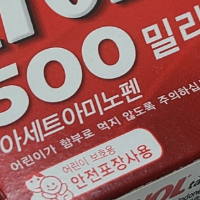 500 밀리
아세트아미노펜
어린이가 함부로 먹지 않도록 주의하십
어린이 보호용
안전포장사용